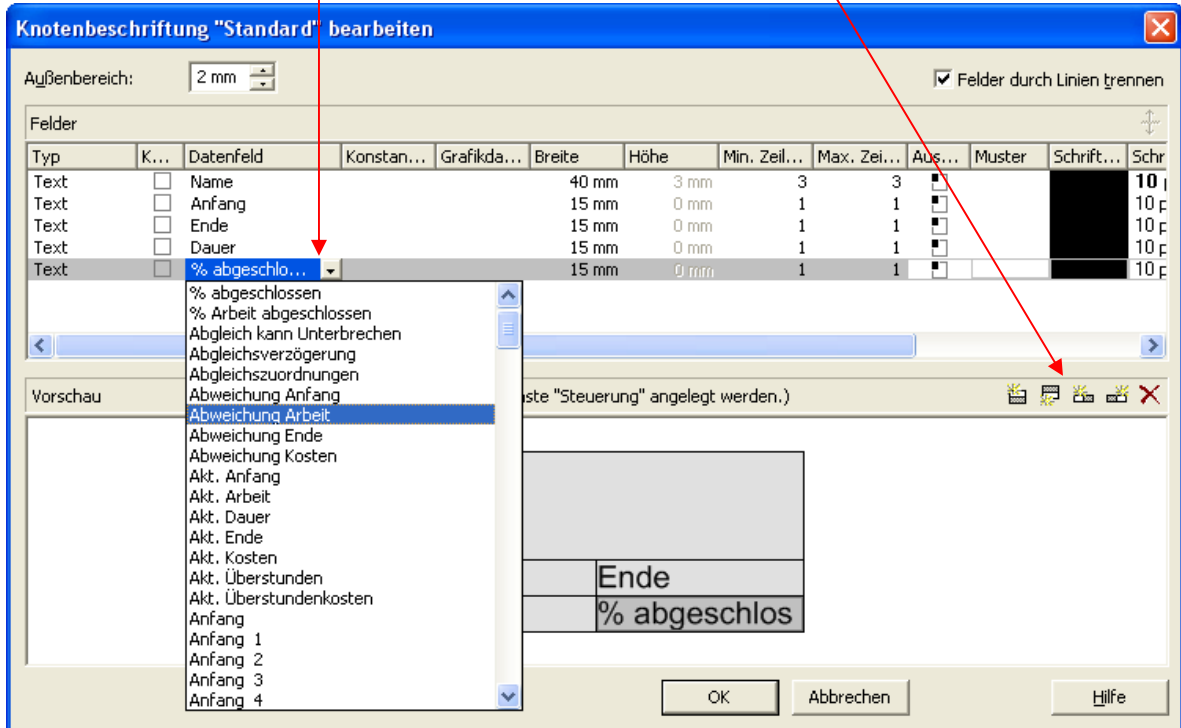 Knotenbeschriftung "Standard" bearbeiten
Außenbereich: 2 mm Felder durch Linien trennen
Felder
Typ K... Datenfeld Konstan... Grafikda... Breite Höhe Min. Zeil... Max. Zei... Aus... Muster Schrift... Schr
Text Name 40 mm 3 mm 3 3 10
Text Anfang 15 mm 0 mm 1 1 10 p
Text Ende 15 mm 0 mm 1 1 10 p
Text Dauer 15 mm 0 mm 1 1 10 p
Text % abgeschlo... 15 mm 0 mm 1 1 10 p
% abgeschlossen
% Arbeit abgeschlossen
Abgleich kann Unterbrechen
Abgleichsverzögerung
Abgleichszuordnungen
Abweichung Anfang
Vorschau aste "Steuerung" angelegt werden.)
Abweichung Arbeit
Abweichung Ende
Abweichung Kosten
Akt. Anfang
Akt. Arbeit
Akt. Dauer
Akt. Ende
Akt. Kosten
Akt. Überstunden
Akt. Überstundenkosten
Anfang
Anfang 1
Anfang 2
Anfang 3
Anfang 4
Ende
% abgeschlos
OK Abbrechen Hilfe